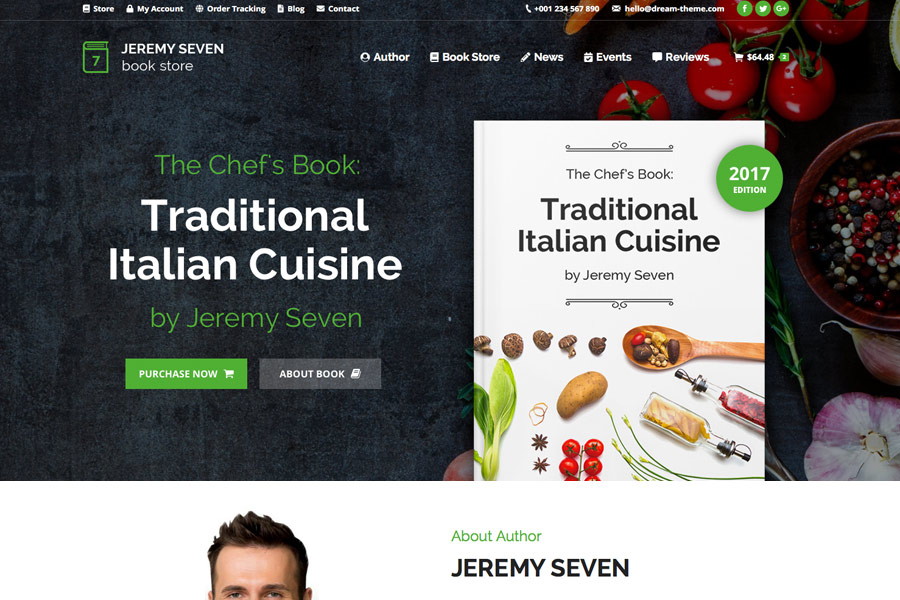 Store My Account Order Tracking Blog Contact +001 234 567 890 hello@dream-theme.com
JEREMY SEVEN
book store
7
Author Book Store News Events Reviews $64.48 2
The Chef's Book:
Traditional
Italian Cuisine
by Jeremy Seven
PURCHASE NOW ABOUT BOOK
The Chef's Book:
Traditional
Italian Cuisine
by Jeremy Seven
2017
EDITION
About Author
JEREMY SEVEN